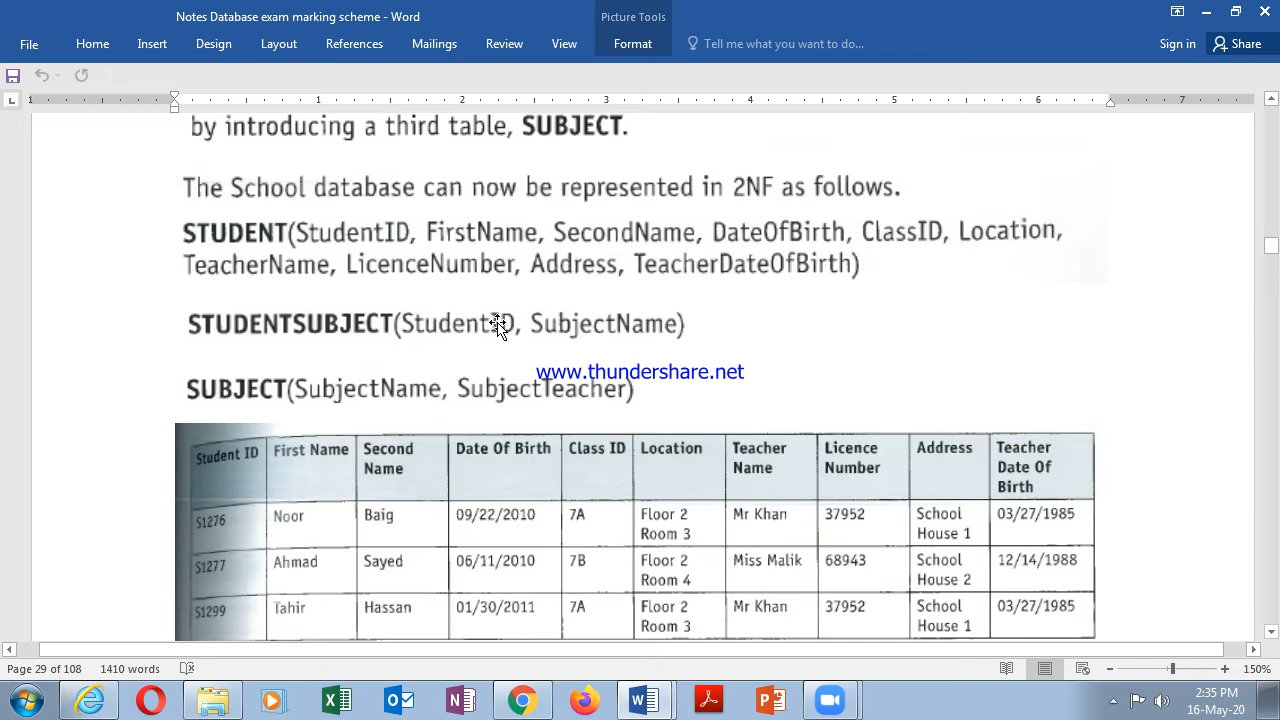 Notes Database exam marking scheme - Word
Picture Tools
File Home Insert Design Layout References Mailings Review View Format Tell me what you want to do... Sign in Share
1 1 2 3 4 5 6 7
by introducing a third table, SUBJECT.
The School database can now be represented in 2NF as follows.
STUDENT(StudentID, FirstName, SecondName, DateOfBirth, ClassID, Location,
TeacherName, LicenceNumber, Address, TeacherDateOfBirth)
STUDENTSUBJECT(StudentID, SubjectName)
www.thundershare.net
SUBJECT(SubjectName, SubjectTeacher)
Student ID First Name Second Name Date Of Birth Class ID Location Teacher Name Licence Number Address Teacher Date Of Birth
S1276 Noor Baig 09/22/2010 7A Floor 2 Room 3 Mr Khan 37952 School House 1 03/27/1985
S1277 Ahmad Sayed 06/11/2010 7B Floor 2 Room 4 Miss Malik 68943 School House 2 12/14/1988
S1299 Tahir Hassan 01/30/2011 7A Floor 2 Room 3 Mr Khan 37952 School House 1 03/27/1985
Page 29 of 108 1410 words 150%
2:35 PM
16-May-20